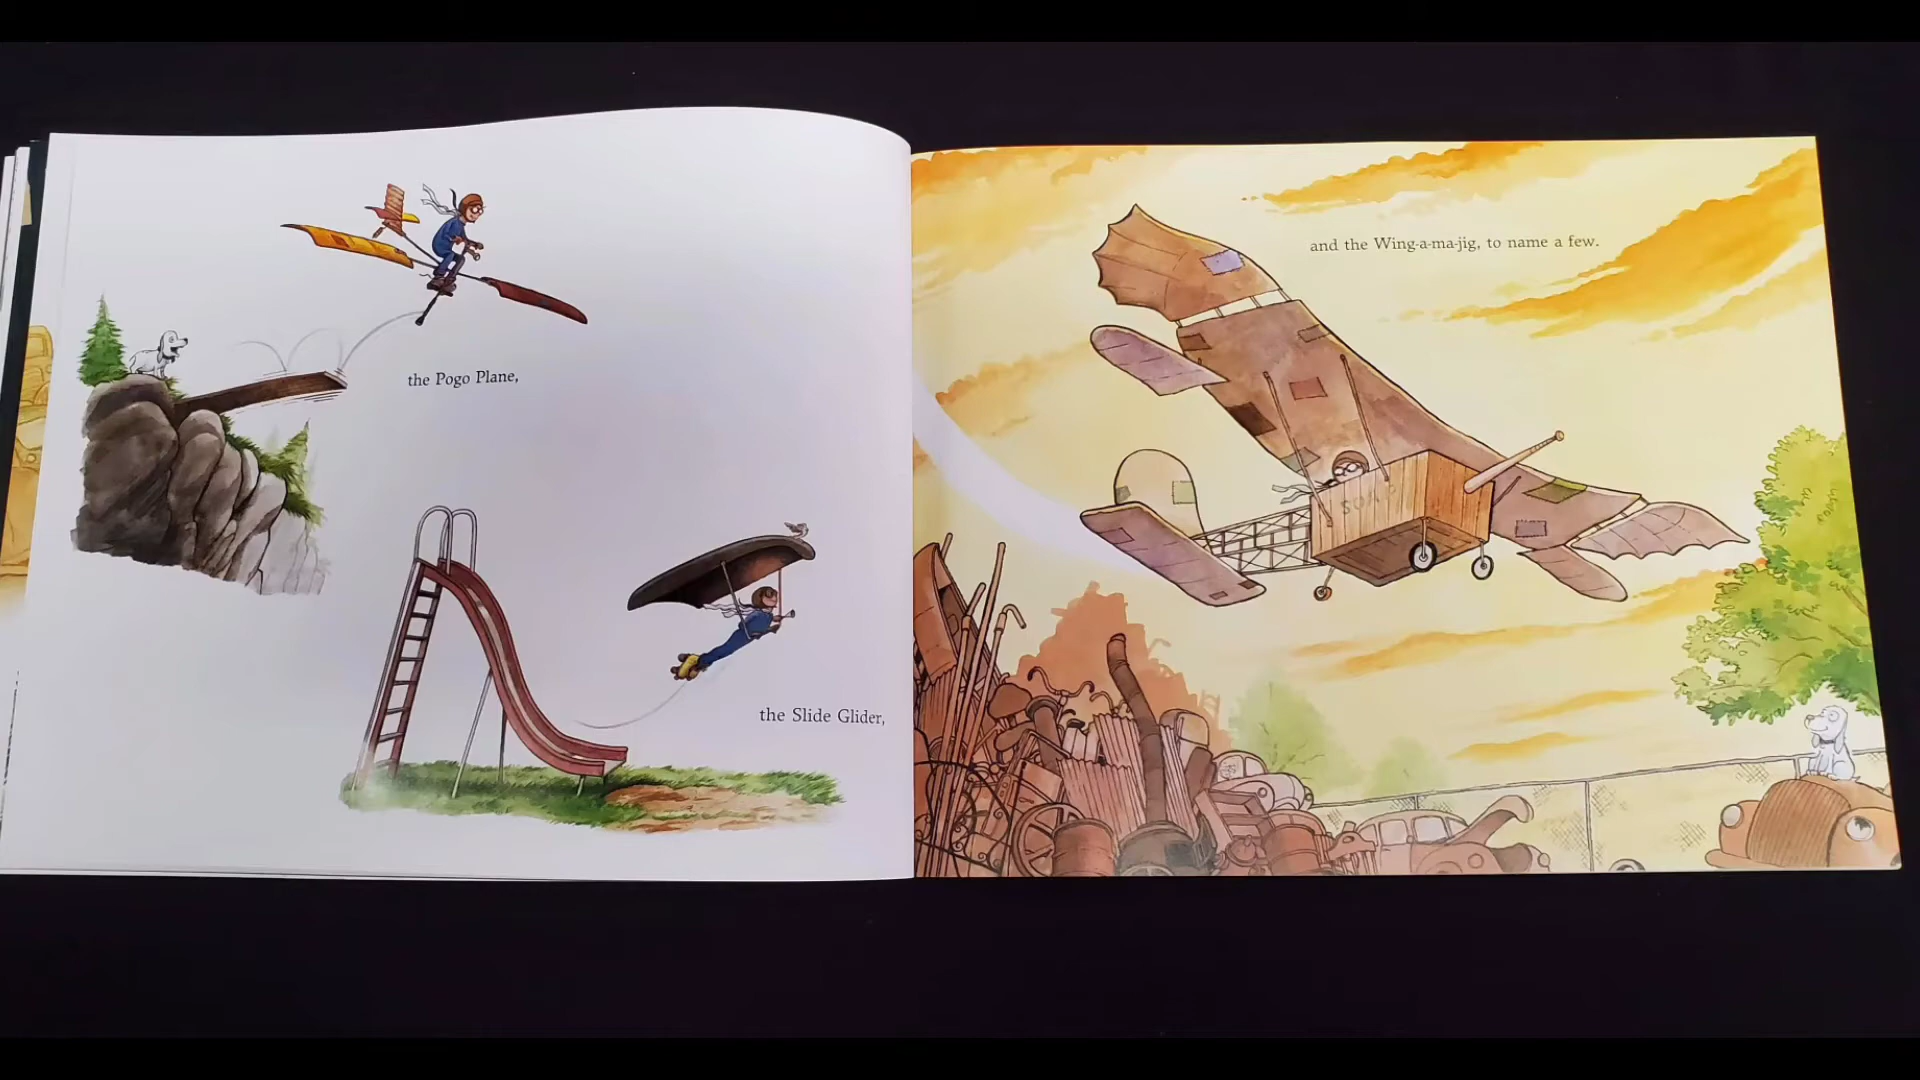 the Pogo Plane,
the Slide Glider,
and the Wing-a-ma-jig, to name a few.